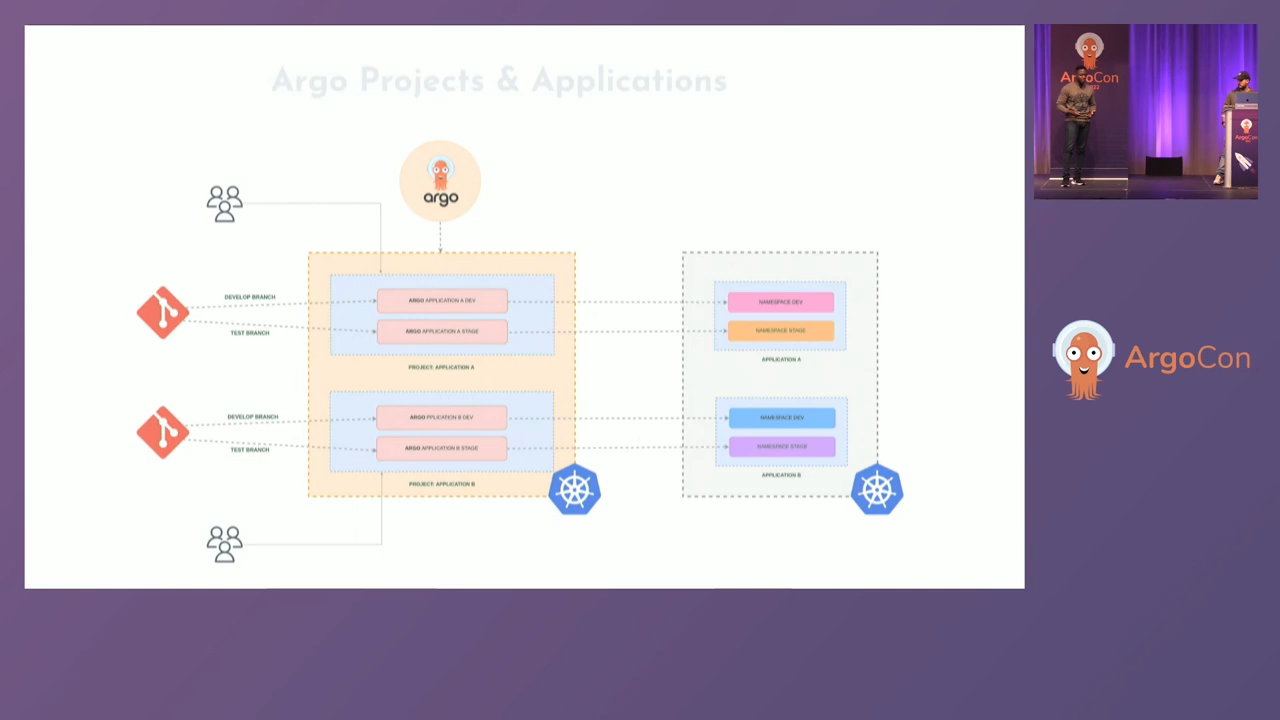 Argo Projects & Applications
argo
DEVELOP BRANCH
TEST BRANCH
ARGO APPLICATION A DEV
ARGO APPLICATION A STAGE
PROJECT: APPLICATION A
NAMESPACE DEV
NAMESPACE STAGE
APPLICATION A
DEVELOP BRANCH
TEST BRANCH
ARGO PPLICATION B DEV
ARGO APPLICATION B STAGE
PROJECT: APPLICATION B
NAMESPACE DEV
NAMESPACE STAGE
APPLICATION B
ArgoCon
ArgoCon